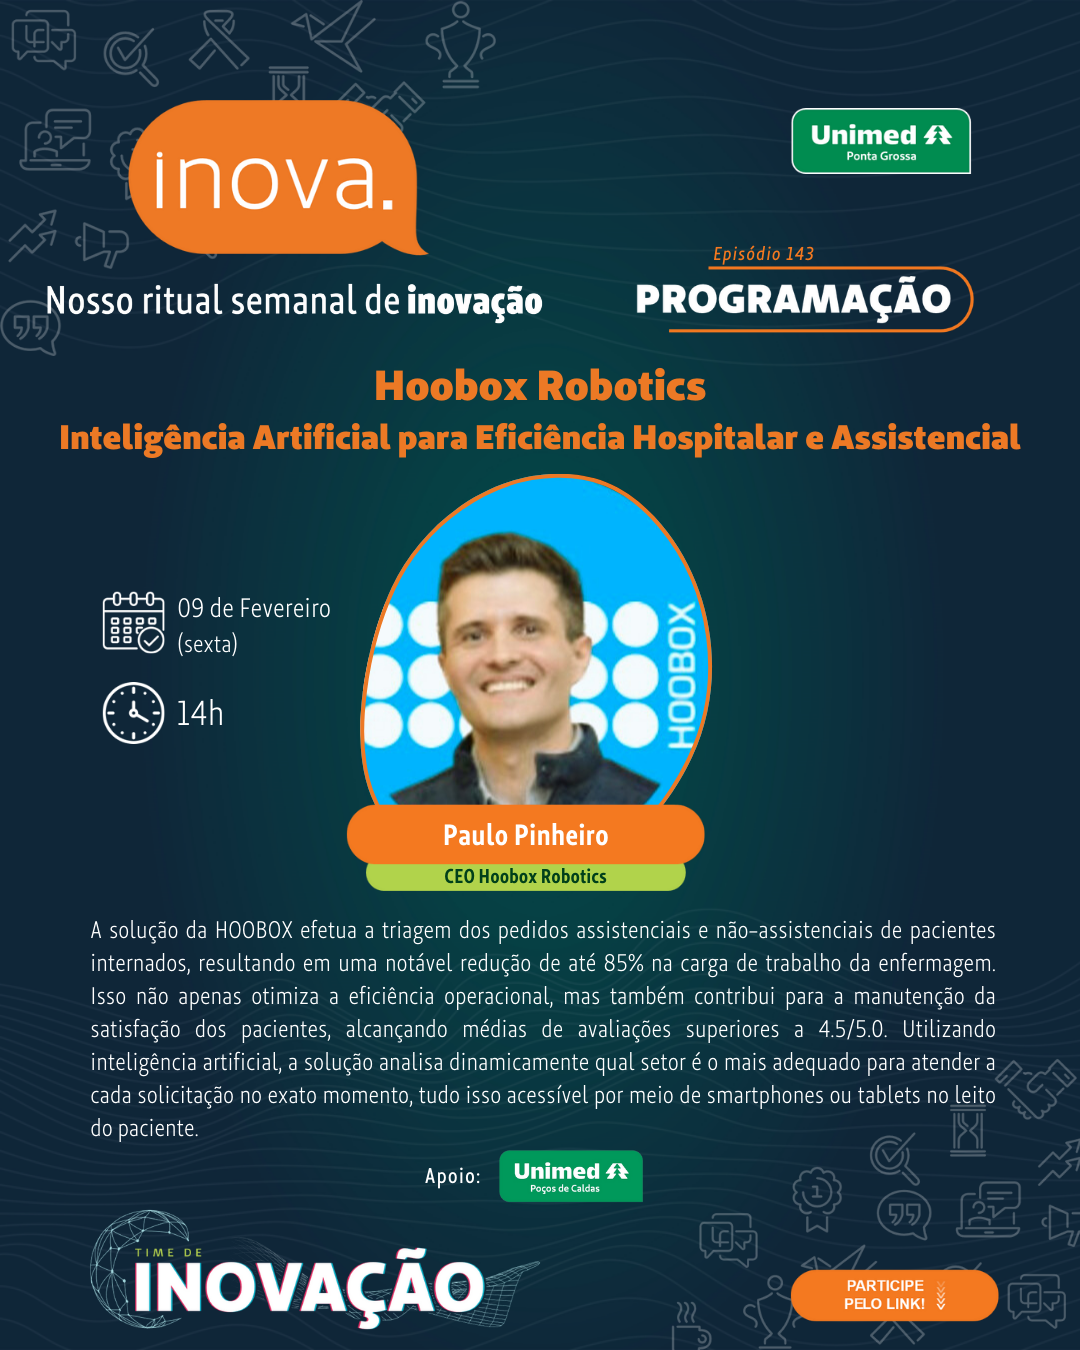 inova.
Unimed
Ponta Grossa
Nosso ritual semanal de inovação
Episódio 143
PROGRAMAÇÃO
Hoobox Robotics
Inteligência Artificial para Eficiência Hospitalar e Assistencial
09 de Fevereiro
(sexta)
14h
HOOBOX
Paulo Pinheiro
CEO Hoobox Robotics
A solução da HOOBOX efetua a triagem dos pedidos assistenciais e não-assistenciais de pacientes
internados, resultando em uma notável redução de até 85% na carga de trabalho da enfermagem.
Isso não apenas otimiza a eficiência operacional, mas também contribui para a manutenção da
satisfação dos pacientes, alcançando médias de avaliações superiores a 4.5/5.0. Utilizando
inteligência artificial, a solução analisa dinamicamente qual setor é o mais adequado para atender a
cada solicitação no exato momento, tudo isso acessível por meio de smartphones ou tablets no leito
do paciente.
Apoio:
Unimed
Poços de Caldas
TIME DE
INOVAÇÃO
PARTICIPE
PELO LINK!